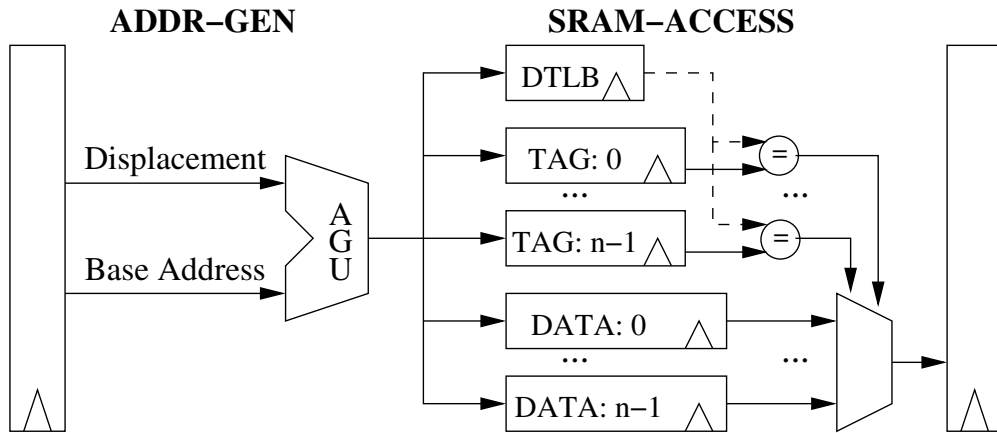 ADDR–GEN
SRAM–ACCESS
DTLB
Displacement
TAG: 0
=
...
...
A
G
U
TAG: n–1
=
Base Address
DATA: 0
...
...
DATA: n–1